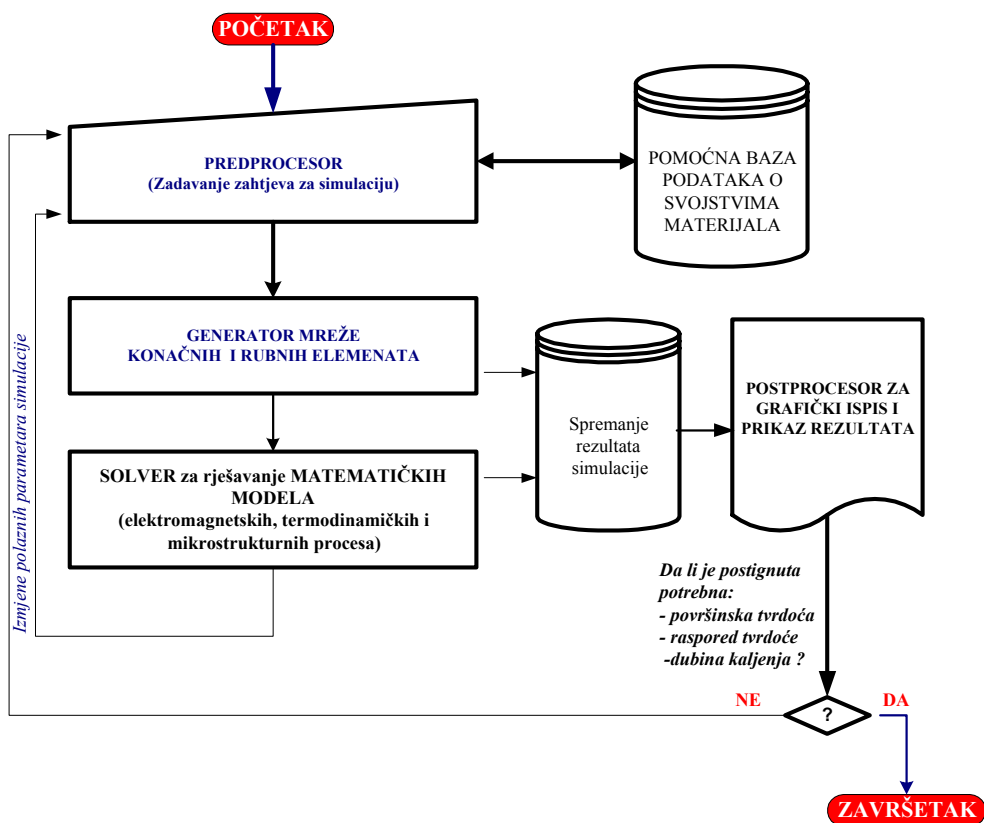 POČETAK
PREDPROCESOR
(Zadavanje zahtjeva za simulaciju)
POMOĆNA BAZA
PODATAKA O
SVOJSTVIMA
MATERIJALA
GENERATOR MREŽE
KONAČNIH I RUBNIH ELEMENATA
SOLVER za rješavanje MATEMATIČKIH
MODELA
(elektromagnetskih, termodinamičkih i
mikrostrukturnih procesa)
Spremanje
rezultata
simulacije
POSTPROCESOR ZA
GRAFIČKI ISPIS I
PRIKAZ REZULTATA
Izmjene polaznih parametara simulacije
Da li je postignuta
potrebna:
- površinska tvrdoća
- raspored tvrdoće
-dubina kaljenja ?
NE
?
DA
ZAVRŠETAK